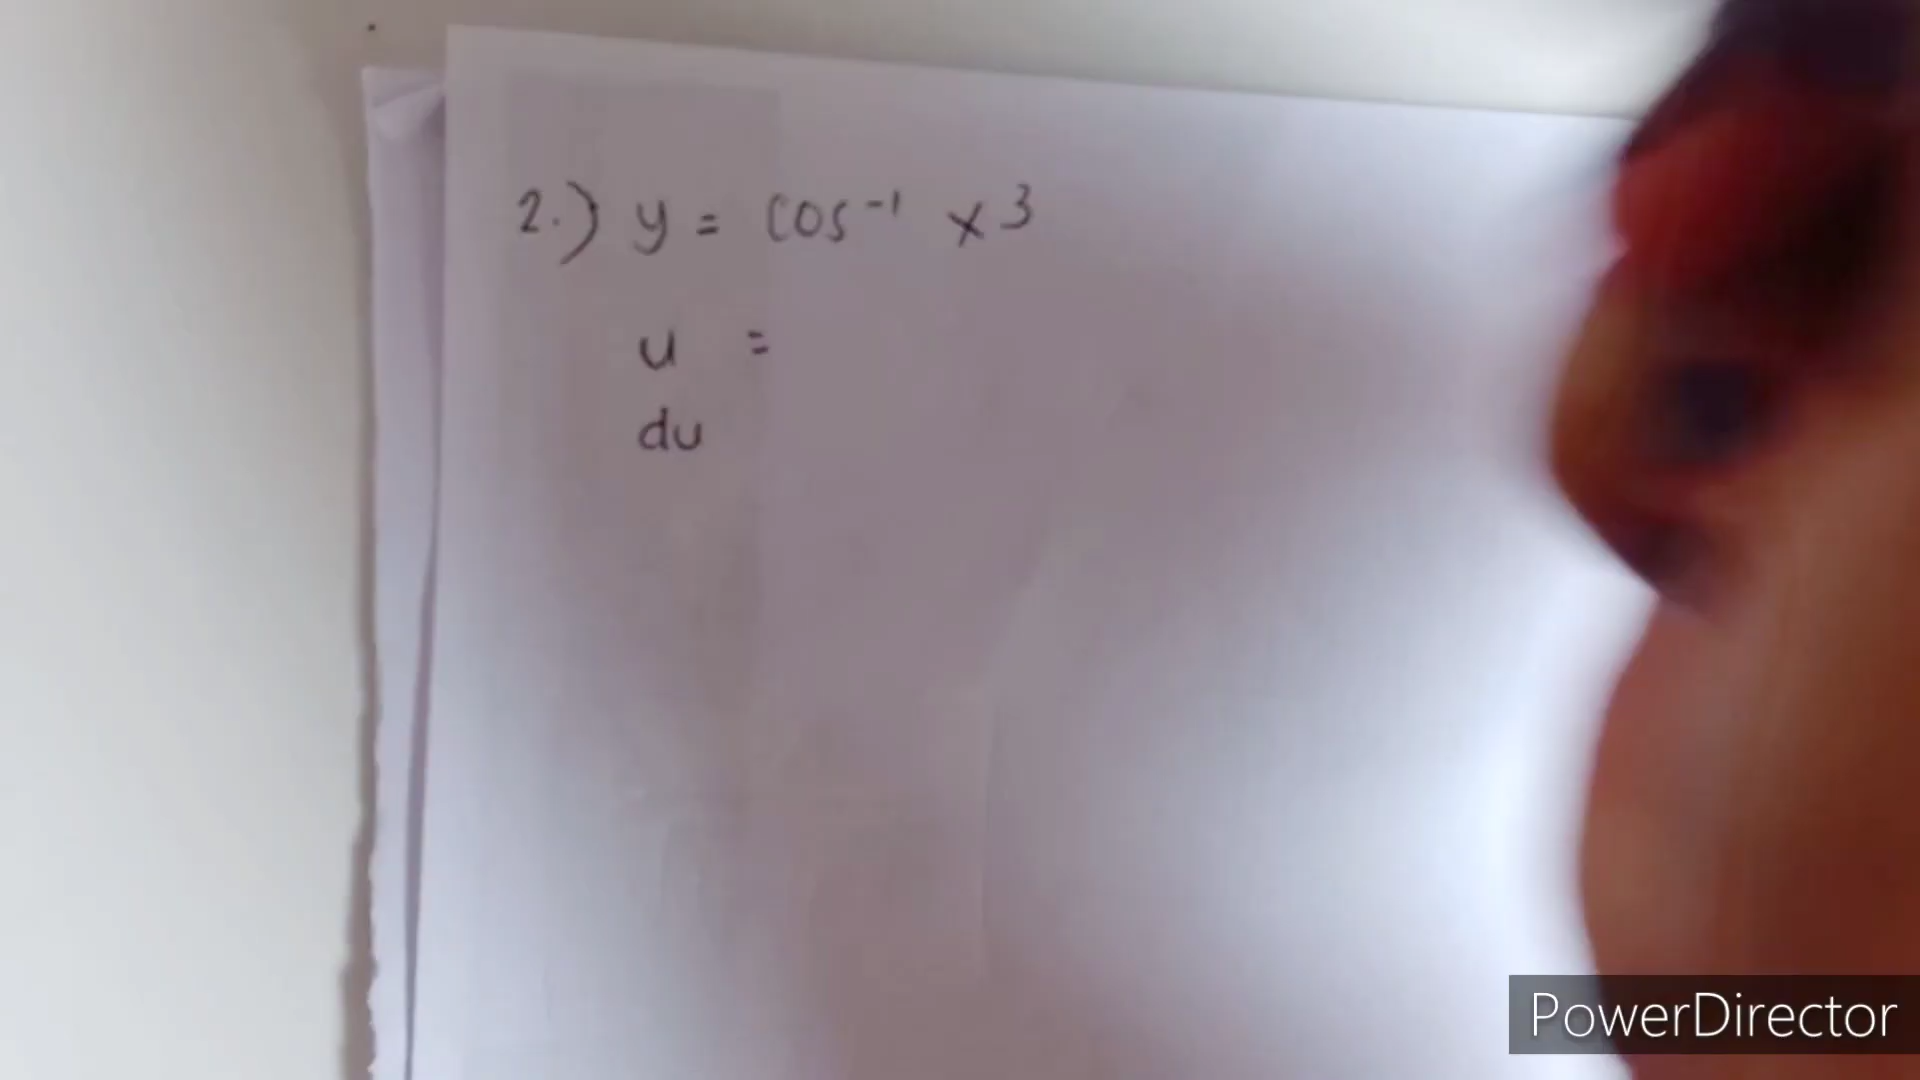 2.) y = cos⁻¹ x³
u =
du
PowerDirector